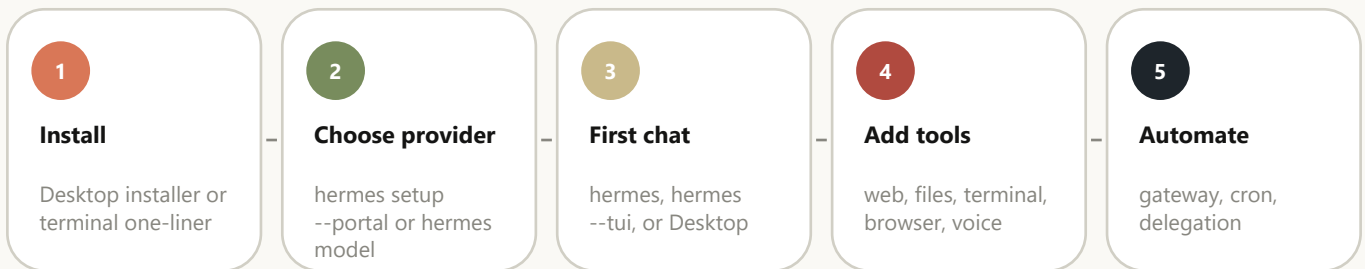 1
Install
Desktop installer or
terminal one-liner
2
Choose provider
hermes setup
--portal or hermes
model
3
First chat
hermes, hermes
--tui, or Desktop
4
Add tools
web, files, terminal,
browser, voice
5
Automate
gateway, cron,
delegation